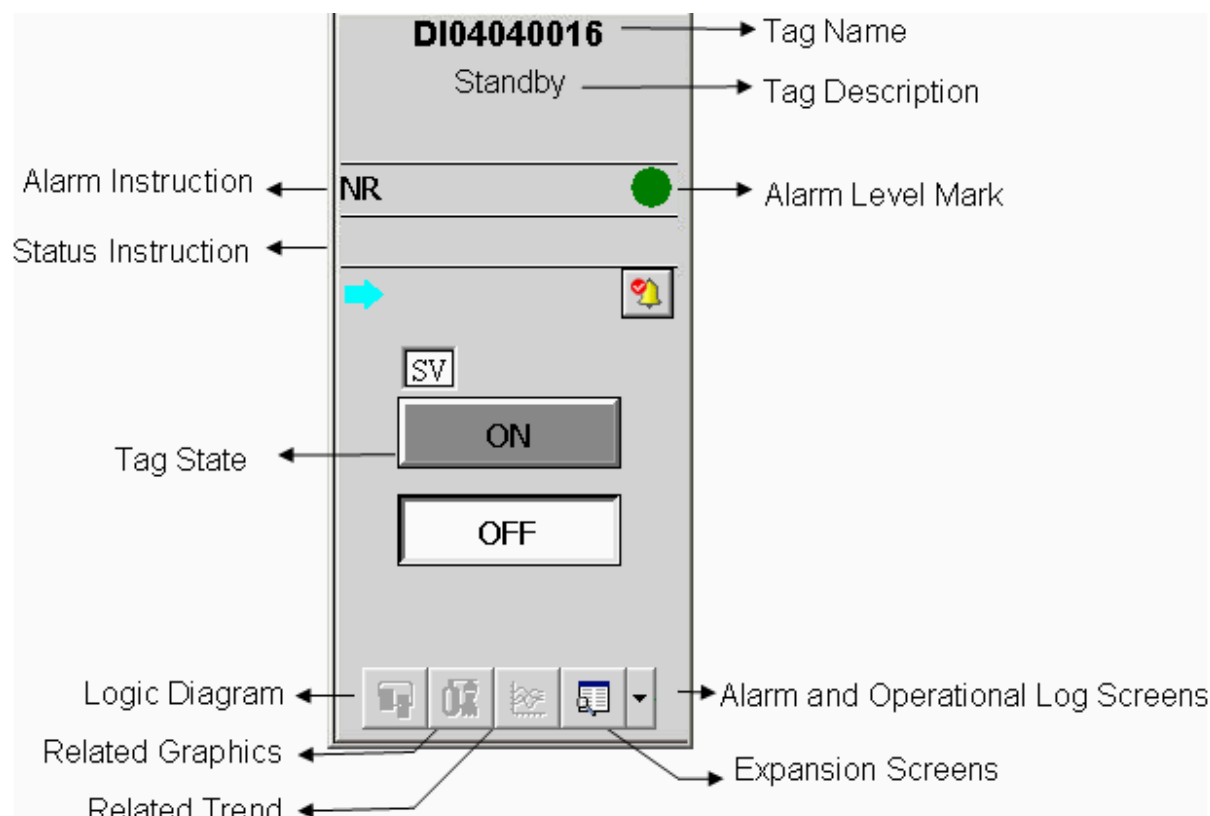 DI04040016
Tag Name
Standby
Tag Description
Alarm Instruction
NR
Alarm Level Mark
Status Instruction
SV
ON
Tag State
OFF
Logic Diagram
Alarm and Operational Log Screens
Related Graphics
Expansion Screens
Related Trend